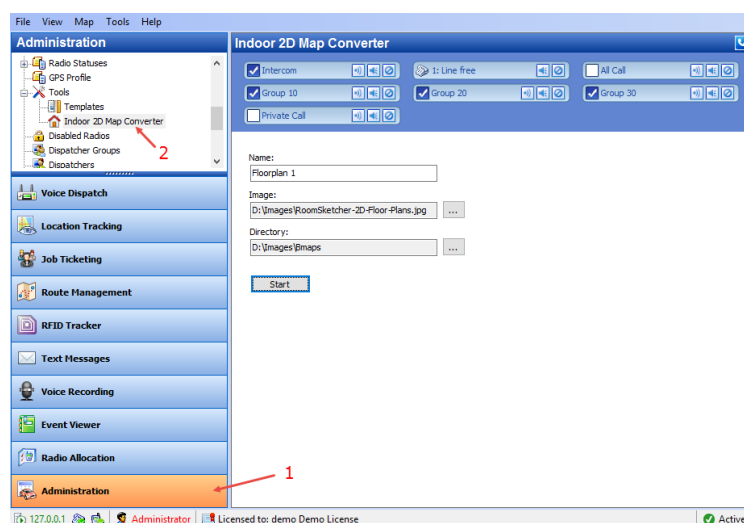 File View Map Tools Help
Administration
Indoor 2D Map Converter
Radio Statuses
GPS Profile
Tools
Templates
Indoor 2D Map Converter
Disabled Radios
Dispatcher Groups
Dispatchers
2
Intercom
1: Line free
All Call
Group 10
Group 20
Group 30
Private Call
Name:
Floorplan 1
Image:
D:\Images\RoomSketcher-2D-Floor-Plans.jpg
...
Directory:
D:\Images\Bmaps
...
Start
Voice Dispatch
Location Tracking
Job Ticketing
Route Management
RFID Tracker
Text Messages
Voice Recording
Event Viewer
Radio Allocation
Administration
1
127.0.0.1 Administrator Licensed to: demo Demo License Active